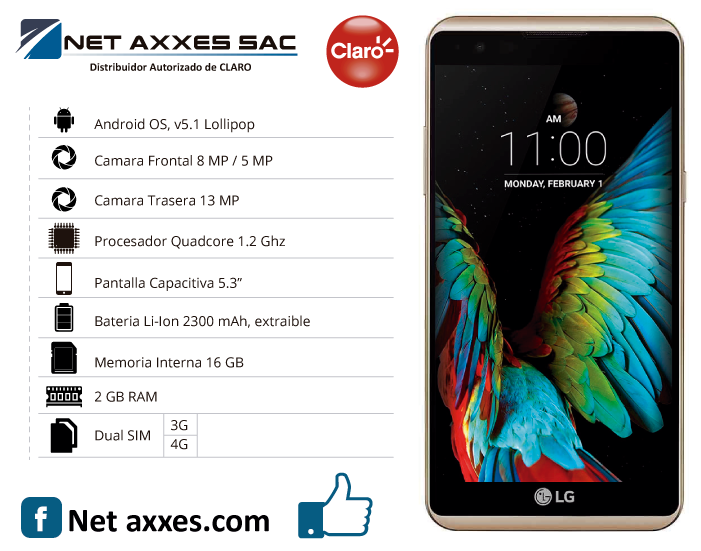 NET AXXES SAC
Distribuidor Autorizado de CLARO
Claro
Android OS, v5.1 Lollipop
Camara Frontal 8 MP / 5 MP
Camara Trasera 13 MP
Procesador Quadcore 1.2 Ghz
Pantalla Capacitiva 5.3”
Bateria Li-Ion 2300 mAh, extraible
Memoria Interna 16 GB
2 GB RAM
Dual SIM
3G
4G
f Net axxes.com
AM
11:00
MONDAY, FEBRUARY 1
LG